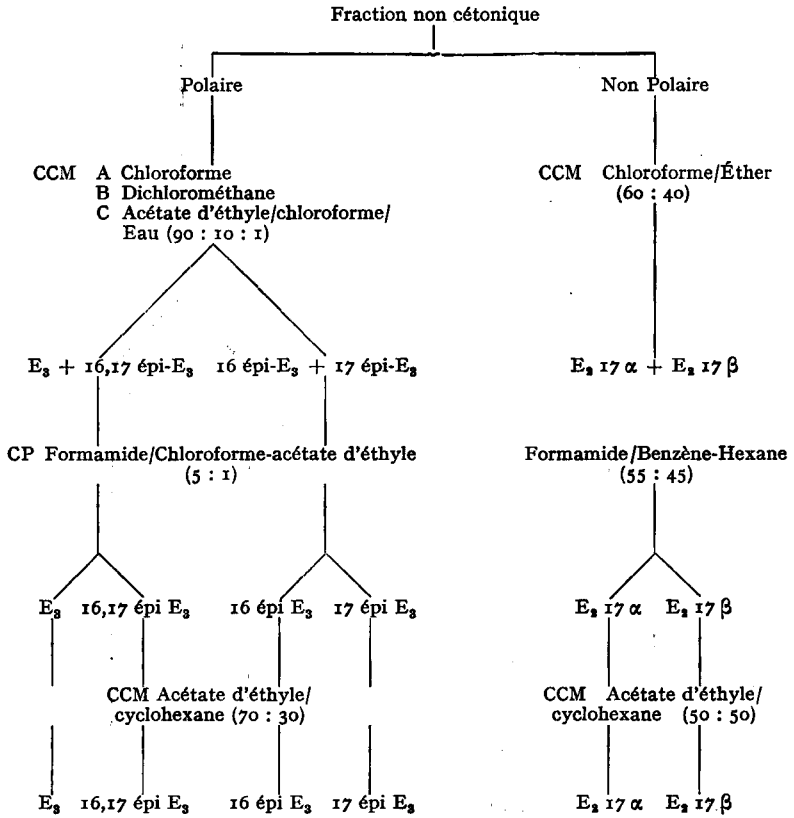 Fraction non cétonique
Polaire
Non Polaire
CCM A Chloroforme
B Dichlorométhane
C Acétate d'éthyle/chloroforme/
Eau (90 : 10 : 1)
CCM Chloroforme/Éther
(60 : 40)
E₃ + 16,17 épi-E₃ 16 épi-E₃ + 17 épi-E₃
E₂ 17 α + E₂ 17 β
CP Formamide/Chloroforme-acétate d'éthyle
(5 : 1)
Formamide/Benzène-Hexane
(55 : 45)
E₃ 16,17 épi E₃ 16 épi E₃ 17 épi E₃
E₂ 17 α E₂ 17 β
CCM Acétate d'éthyle/
cyclohexane (70 : 30)
CCM Acétate d'éthyle/
cyclohexane (50 : 50)
E₃ 16,17 épi E₃ 16 épi E₃ 17 épi E₃
E₂ 17 α E₂ 17 β